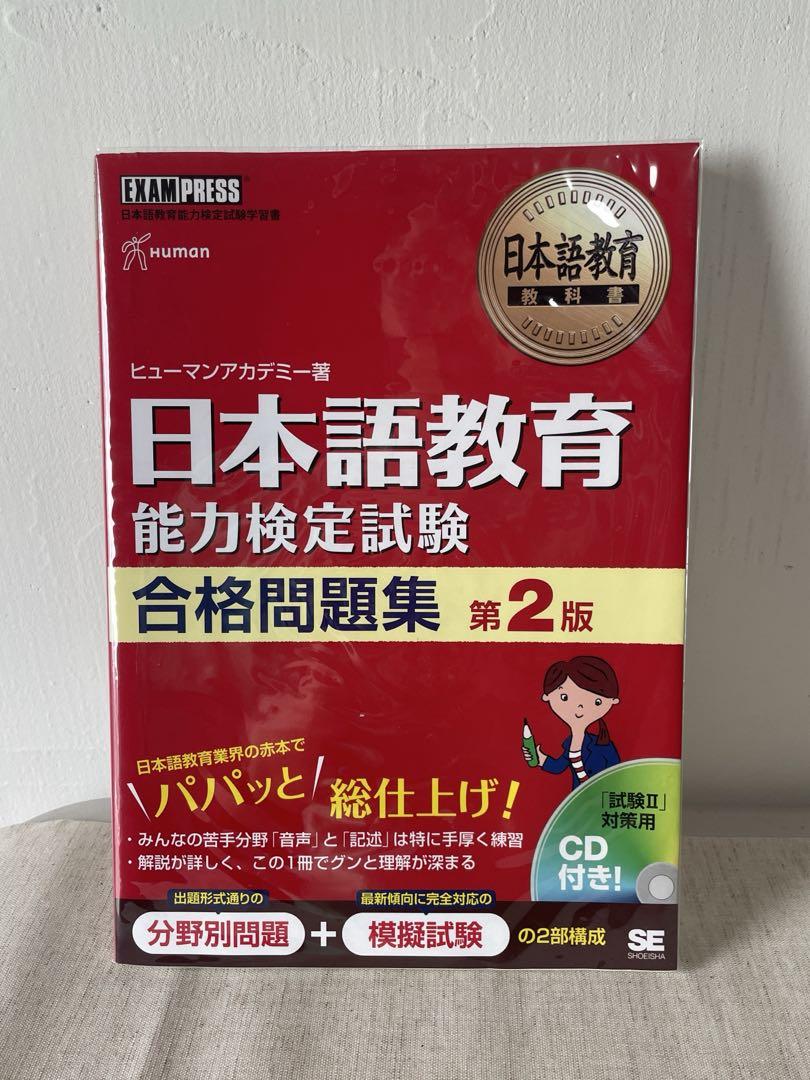 EXAMPRESS®
日本語教育能力検定試験学習書
Human
日本語教育
教科書
ヒューマンアカデミー著
日本語教育
能力検定試験
合格問題集 第2版
日本語教育業界の赤本で
パパッと総仕上げ!
・みんなの苦手分野「音声」と「記述」は特に手厚く練習
・解説が詳しく、この1冊でグンと理解が深まる
「試験Ⅱ」
対策用
CD
付き!
出題形式通りの
分野別問題
+
最新傾向に完全対応の
模擬試験
の2部構成
SE
SHOEISHA